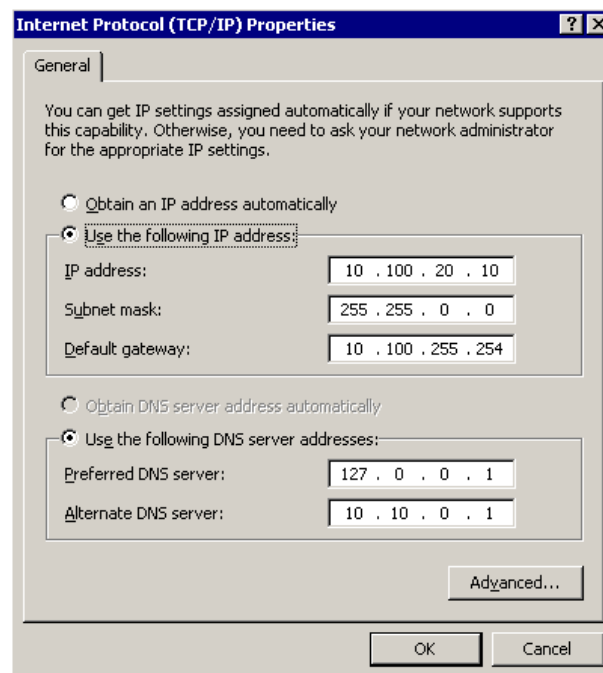 Internet Protocol (TCP/IP) Properties
General
You can get IP settings assigned automatically if your network supports
this capability. Otherwise, you need to ask your network administrator
for the appropriate IP settings.
Obtain an IP address automatically
Use the following IP address:
IP address: 10 . 100 . 20 . 10
Subnet mask: 255 . 255 . 0 . 0
Default gateway: 10 . 100 . 255 . 254
Obtain DNS server address automatically
Use the following DNS server addresses:
Preferred DNS server: 127 . 0 . 0 . 1
Alternate DNS server: 10 . 10 . 0 . 1
Advanced...
OK Cancel